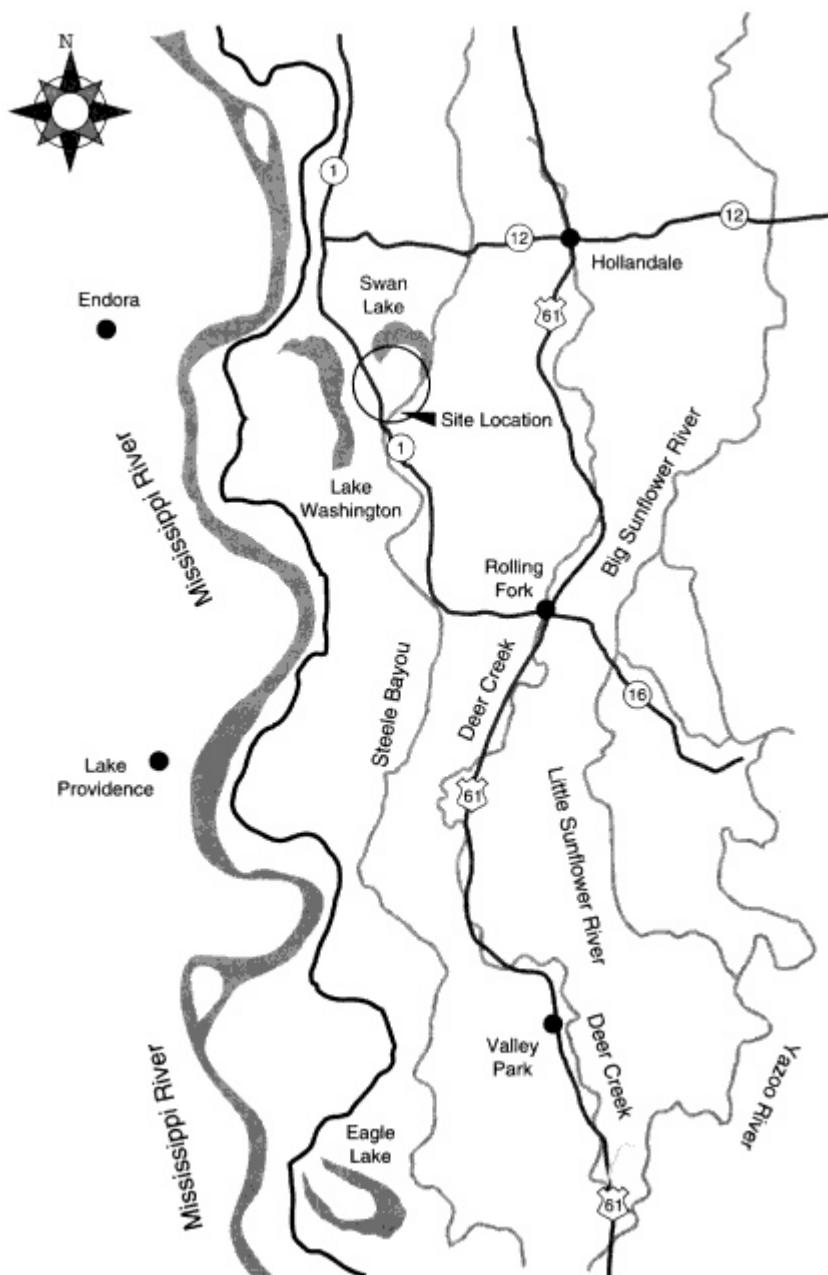 N
1
12
12
Hollandale
Swan
Lake
Endora
61
Site Location
1
Lake
Washington
Mississippi River
Big Sunflower River
Rolling
Fork
Deer Creek
16
Steele Bayou
Lake
Providence
61
Little Sunflower River
Valley
Park
Deer Creek
Yazoo River
Mississippi River
Eagle
Lake
61